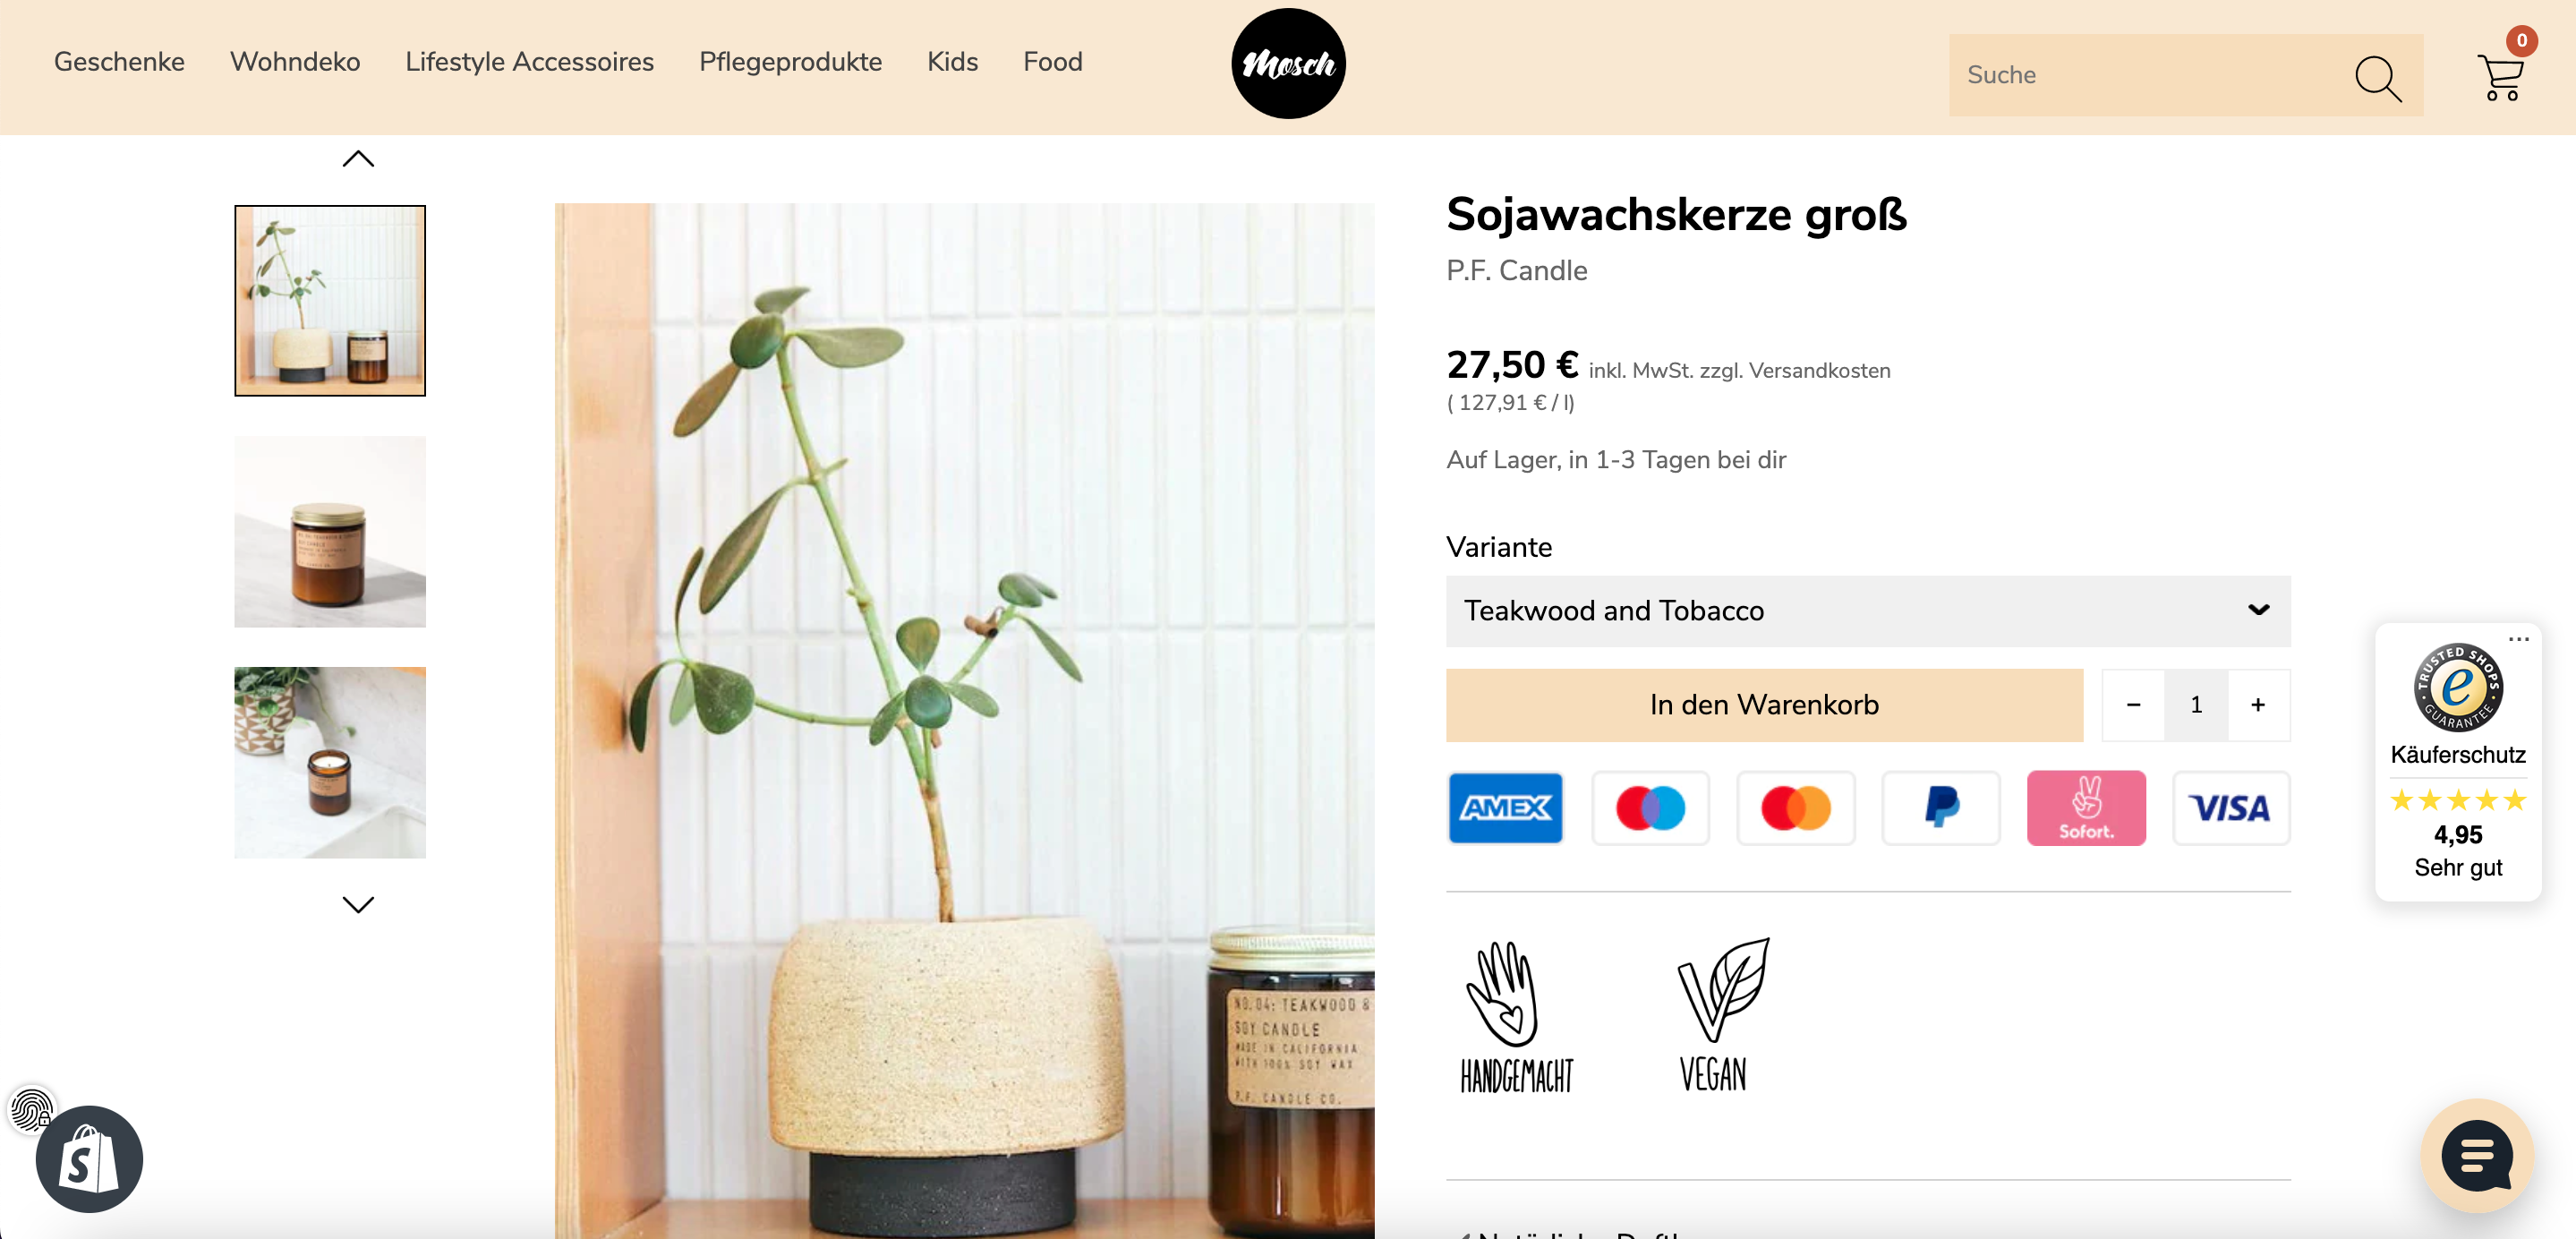 Geschenke
Wohndeko
Lifestyle Accessoires
Pflegeprodukte
Kids
Food
Mosch
Suche
0
Sojawachskerze groß
P.F. Candle
27,50 € inkl. MwSt. zzgl. Versandkosten
( 127,91 € / l)
Auf Lager, in 1-3 Tagen bei dir
Variante
Teakwood and Tobacco
In den Warenkorb
− 1 +
AMEX
Sofort.
VISA
HANDGEMACHT
VEGAN
NO.04: TEAKWOOD &
SOY CANDLE
MADE IN CALIFORNIA
WITH 100% SOY WAX
P.F. CANDLE CO.
...
TRUSTED SHOPS
e
GUARANTEE
Käuferschutz
4,95
Sehr gut